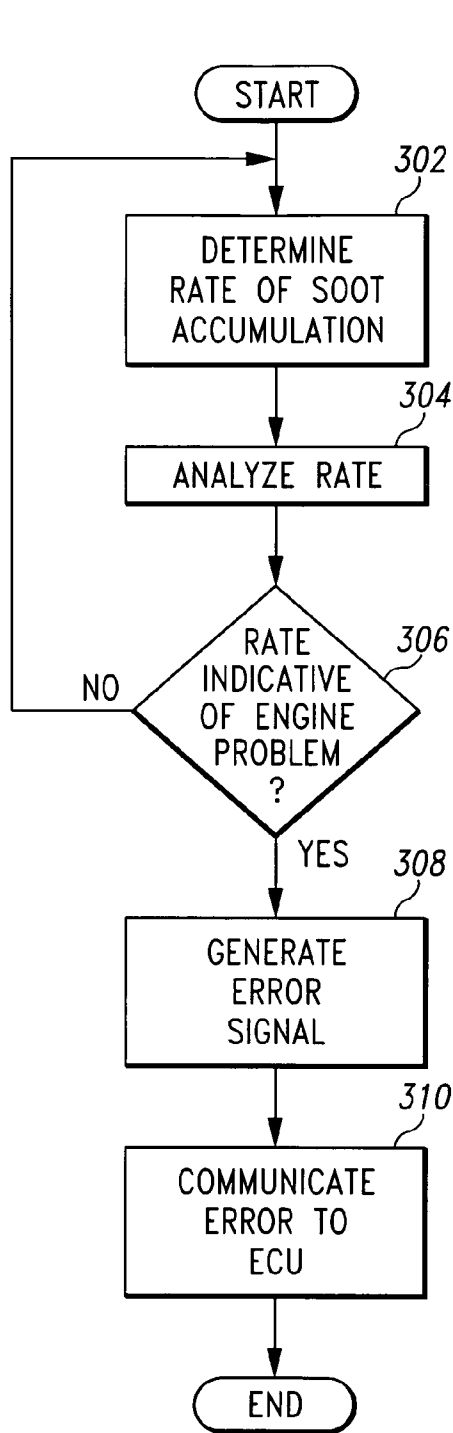 START
302
DETERMINE
RATE OF SOOT
ACCUMULATION
304
ANALYZE RATE
306
RATE
INDICATIVE
OF ENGINE
PROBLEM
?
NO
YES
308
GENERATE
ERROR
SIGNAL
310
COMMUNICATE
ERROR TO
ECU
END